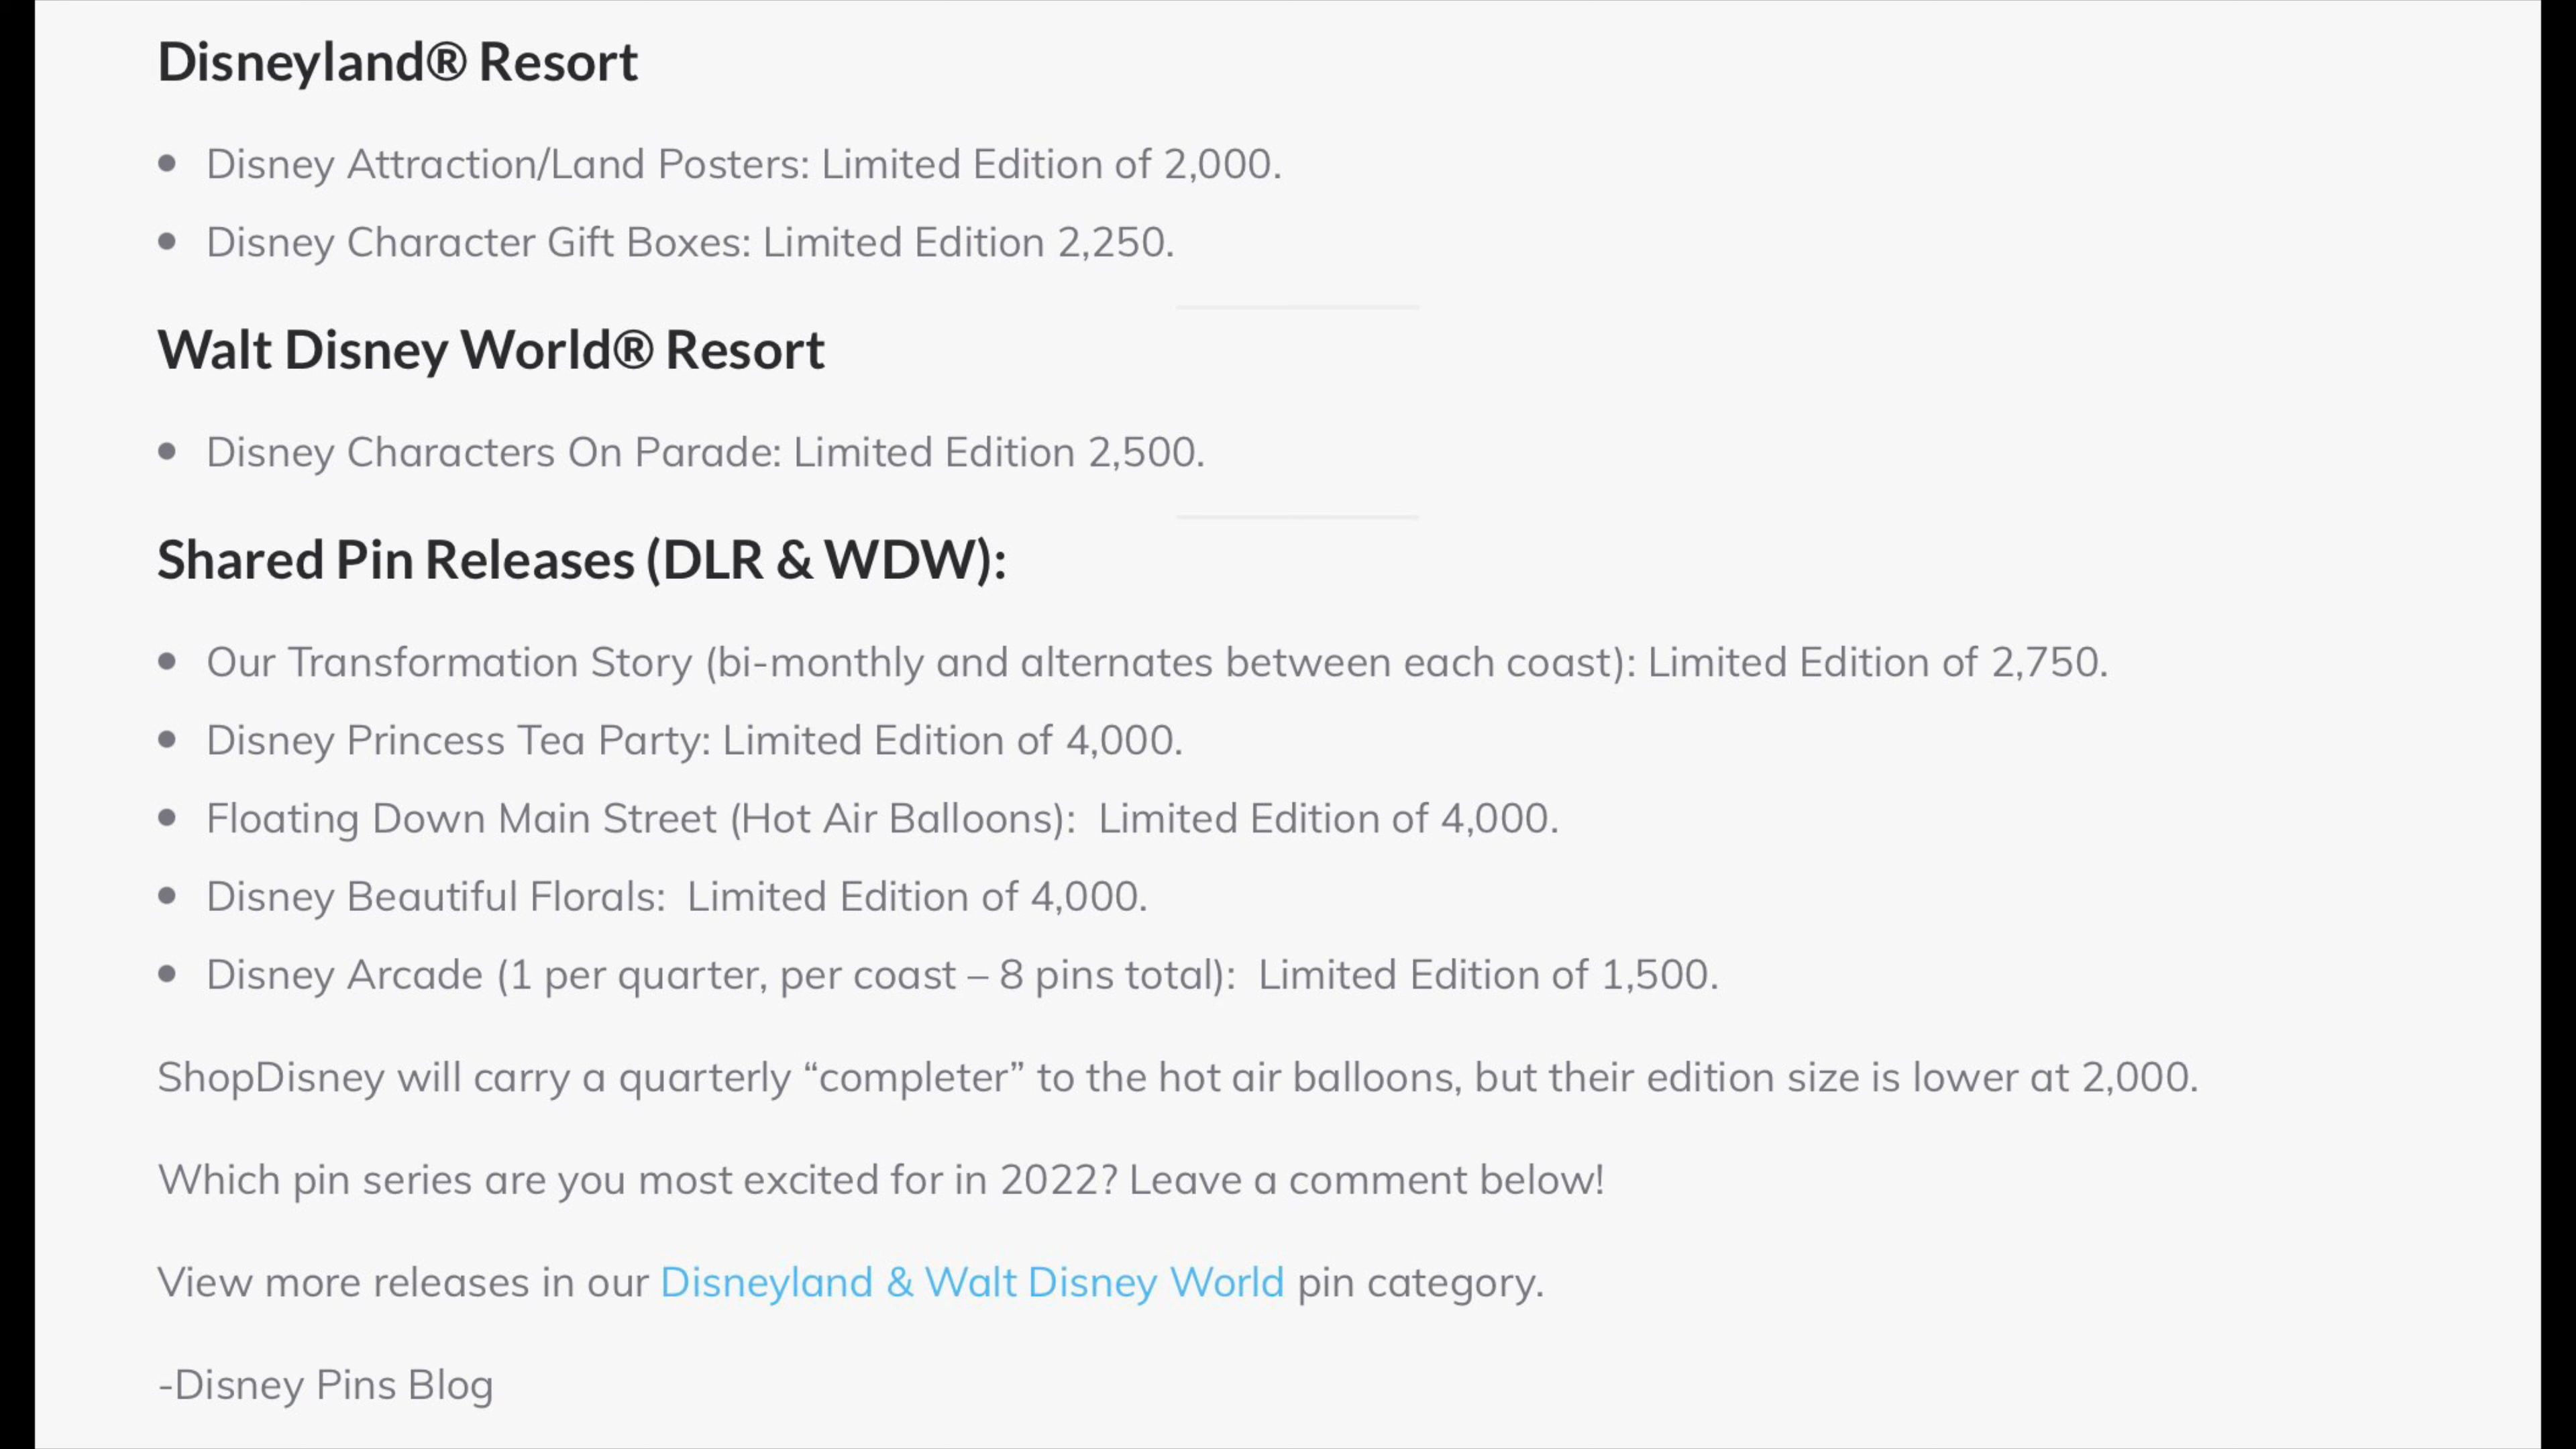 Disneyland® Resort
• Disney Attraction/Land Posters: Limited Edition of 2,000.
• Disney Character Gift Boxes: Limited Edition 2,250.
Walt Disney World® Resort
• Disney Characters On Parade: Limited Edition 2,500.
Shared Pin Releases (DLR & WDW):
• Our Transformation Story (bi-monthly and alternates between each coast): Limited Edition of 2,750.
• Disney Princess Tea Party: Limited Edition of 4,000.
• Floating Down Main Street (Hot Air Balloons):  Limited Edition of 4,000.
• Disney Beautiful Florals:  Limited Edition of 4,000.
• Disney Arcade (1 per quarter, per coast – 8 pins total):  Limited Edition of 1,500.
ShopDisney will carry a quarterly “completer” to the hot air balloons, but their edition size is lower at 2,000.
Which pin series are you most excited for in 2022? Leave a comment below!
View more releases in our Disneyland & Walt Disney World pin category.
-Disney Pins Blog